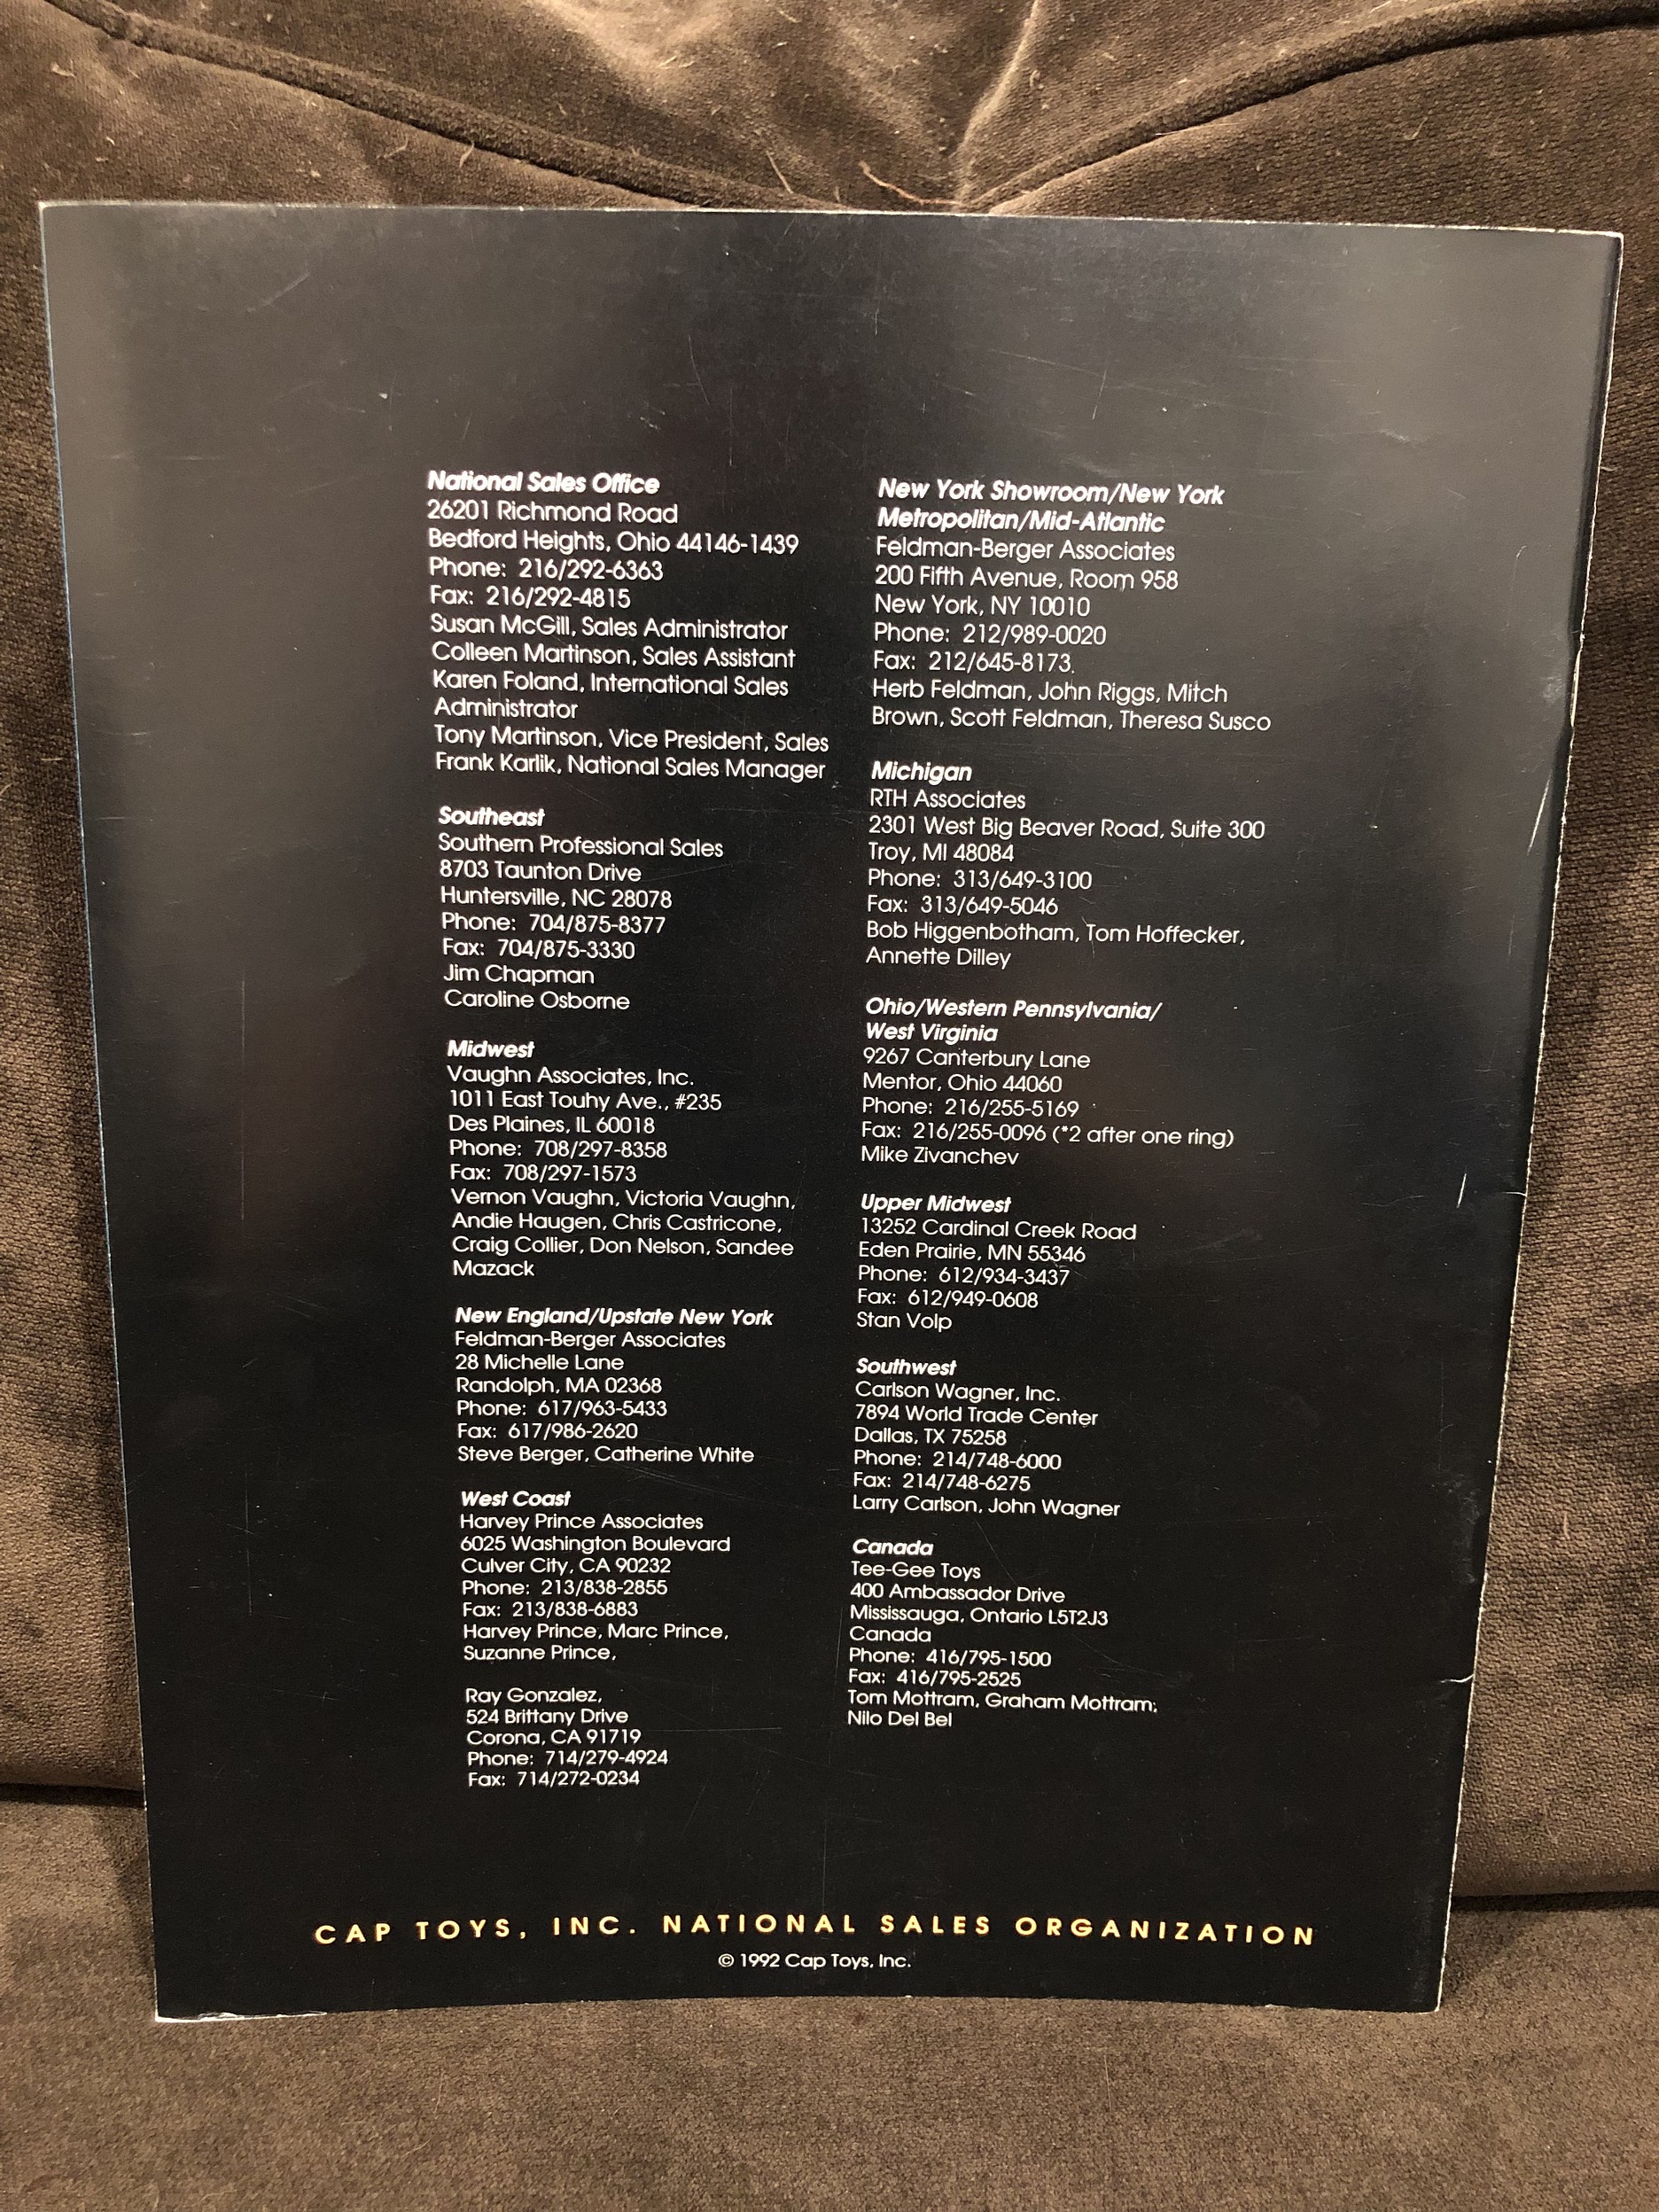 National Sales Office
26201 Richmond Road
Bedford Heights, Ohio 44146-1439
Phone: 216/292-6363
Fax: 216/292-4815
Susan McGill, Sales Administrator
Colleen Martinson, Sales Assistant
Karen Foland, International Sales
Administrator
Tony Martinson, Vice President, Sales
Frank Karlik, National Sales Manager
Southeast
Southern Professional Sales
8703 Taunton Drive
Huntersville, NC 28078
Phone: 704/875-8377
Fax: 704/875-3330
Jim Chapman
Caroline Osborne
Midwest
Vaughn Associates, Inc.
1011 East Touhy Ave., #235
Des Plaines, IL 60018
Phone: 708/297-8358
Fax: 708/297-1573
Vernon Vaughn, Victoria Vaughn,
Andie Haugen, Chris Castricone,
Craig Collier, Don Nelson, Sandee
Mazack
New England/Upstate New York
Feldman-Berger Associates
28 Michelle Lane
Randolph, MA 02368
Phone: 617/963-5433
Fax: 617/986-2620
Steve Berger, Catherine White
West Coast
Harvey Prince Associates
6025 Washington Boulevard
Culver City, CA 90232
Phone: 213/838-2855
Fax: 213/838-6883
Harvey Prince, Marc Prince,
Suzanne Prince,
Ray Gonzalez,
524 Brittany Drive
Corona, CA 91719
Phone: 714/279-4924
Fax: 714/272-0234
New York Showroom/New York
Metropolitan/Mid-Atlantic
Feldman-Berger Associates
200 Fifth Avenue, Room 958
New York, NY 10010
Phone: 212/989-0020
Fax: 212/645-8173
Herb Feldman, John Riggs, Mitch
Brown, Scott Feldman, Theresa Susco
Michigan
RTH Associates
2301 West Big Beaver Road, Suite 300
Troy, MI 48084
Phone: 313/649-3100
Fax: 313/649-5046
Bob Higgenbotham, Tom Hoffecker,
Annette Dilley
Ohio/Western Pennsylvania/
West Virginia
9267 Canterbury Lane
Mentor, Ohio 44060
Phone: 216/255-5169
Fax: 216/255-0096 (*2 after one ring)
Mike Zivanchev
Upper Midwest
13252 Cardinal Creek Road
Eden Prairie, MN 55346
Phone: 612/934-3437
Fax: 612/949-0608
Stan Volp
Southwest
Carlson Wagner, Inc.
7894 World Trade Center
Dallas, TX 75258
Phone: 214/748-6000
Fax: 214/748-6275
Larry Carlson, John Wagner
Canada
Tee-Gee Toys
400 Ambassador Drive
Mississauga, Ontario L5T2J3
Canada
Phone: 416/795-1500
Fax: 416/795-2525
Tom Mottram, Graham Mottram,
Nilo Del Bel
CAP TOYS, INC. NATIONAL SALES ORGANIZATION
© 1992 Cap Toys, Inc.